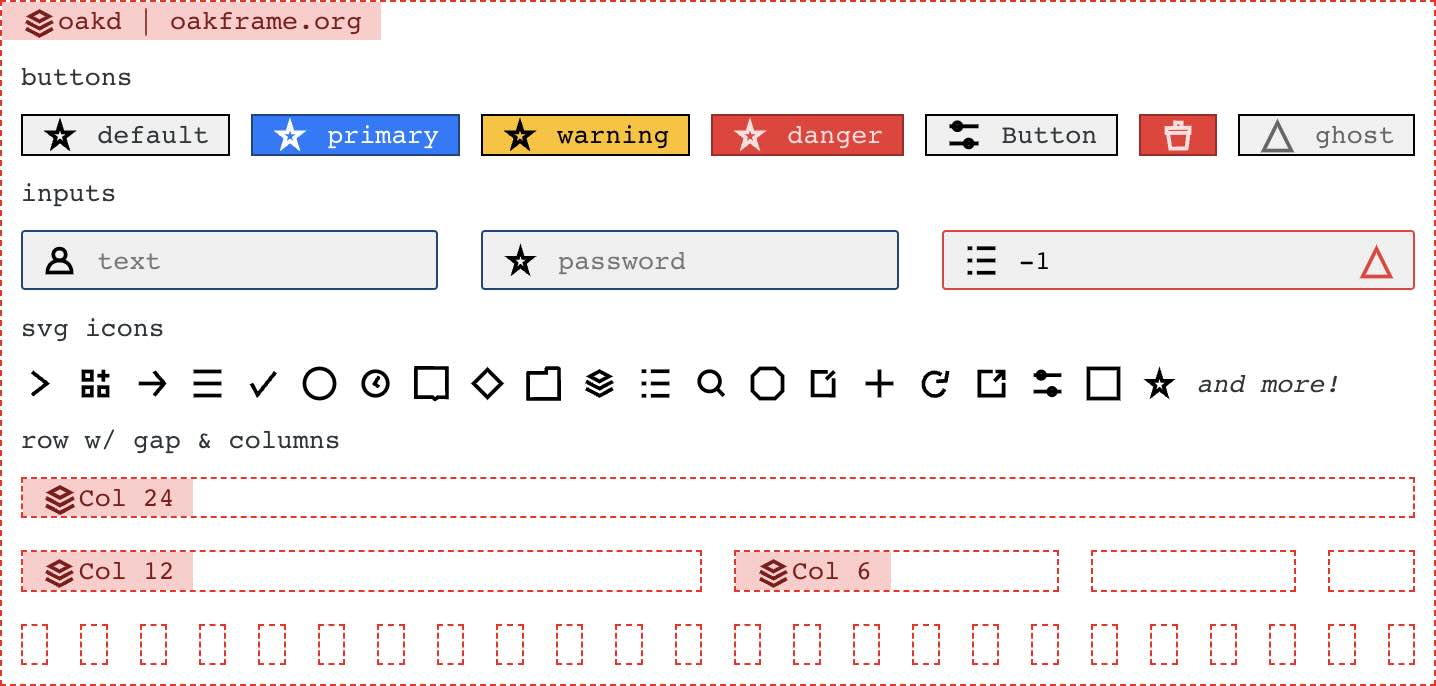 oakd | oakframe.org
buttons
default primary warning danger Button ghost
inputs
text password -1
svg icons
and more!
row w/ gap & columns
Col 24
Col 12 Col 6